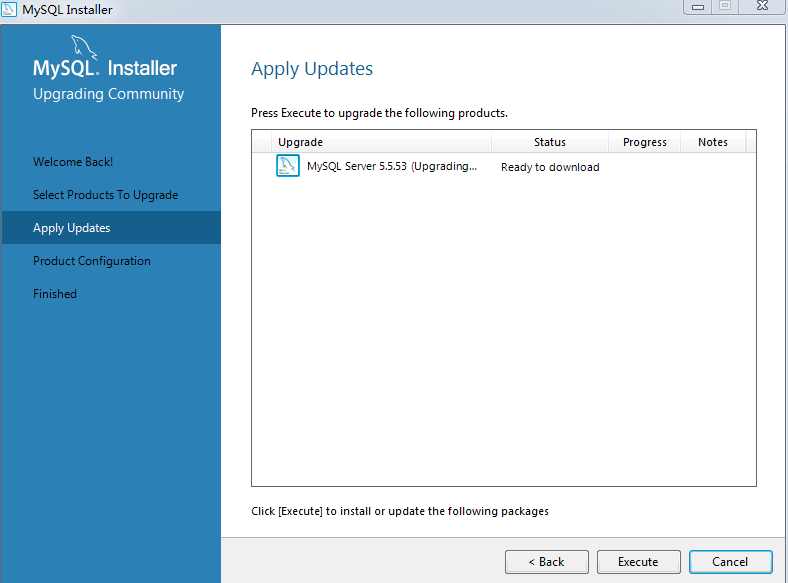 MySQL Installer
MySQL. Installer
Upgrading Community
Welcome Back!
Select Products To Upgrade
Apply Updates
Product Configuration
Finished
Apply Updates
Press Execute to upgrade the following products.
Upgrade Status Progress Notes
MySQL Server 5.5.53 (Upgrading... Ready to download
Click [Execute] to install or update the following packages
< Back Execute Cancel